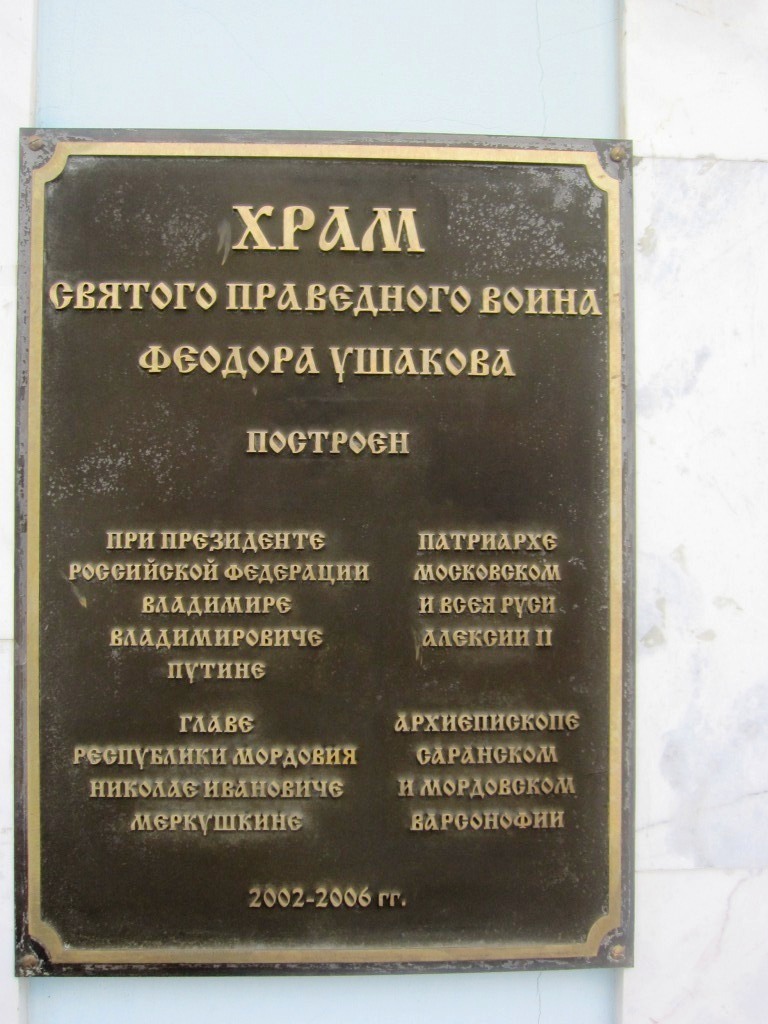 ХРАМ
СВЯТОГО ПРАВЕДНОГО ВОИНА
ФЕОДОРА УШАКОВА
ПОСТРОЕН
ПРИ ПРЕЗИДЕНТЕ
РОССИЙСКОЙ ФЕДЕРАЦИИ
ВЛАДИМИРЕ
ВЛАДИМИРОВИЧЕ
ПУТИНЕ
ПАТРИАРХЕ
МОСКОВСКОМ
И ВСЕЯ РУСИ
АЛЕКСИИ II
ГЛАВЕ
РЕСПУБЛИКИ МОРДОВИЯ
НИКОЛАЕ ИВАНОВИЧЕ
МЕРКУШКИНЕ
АРХИЕПИСКОПЕ
САРАНСКОМ
И МОРДОВСКОМ
ВАРСОНОФИИ
2002-2006 гг.